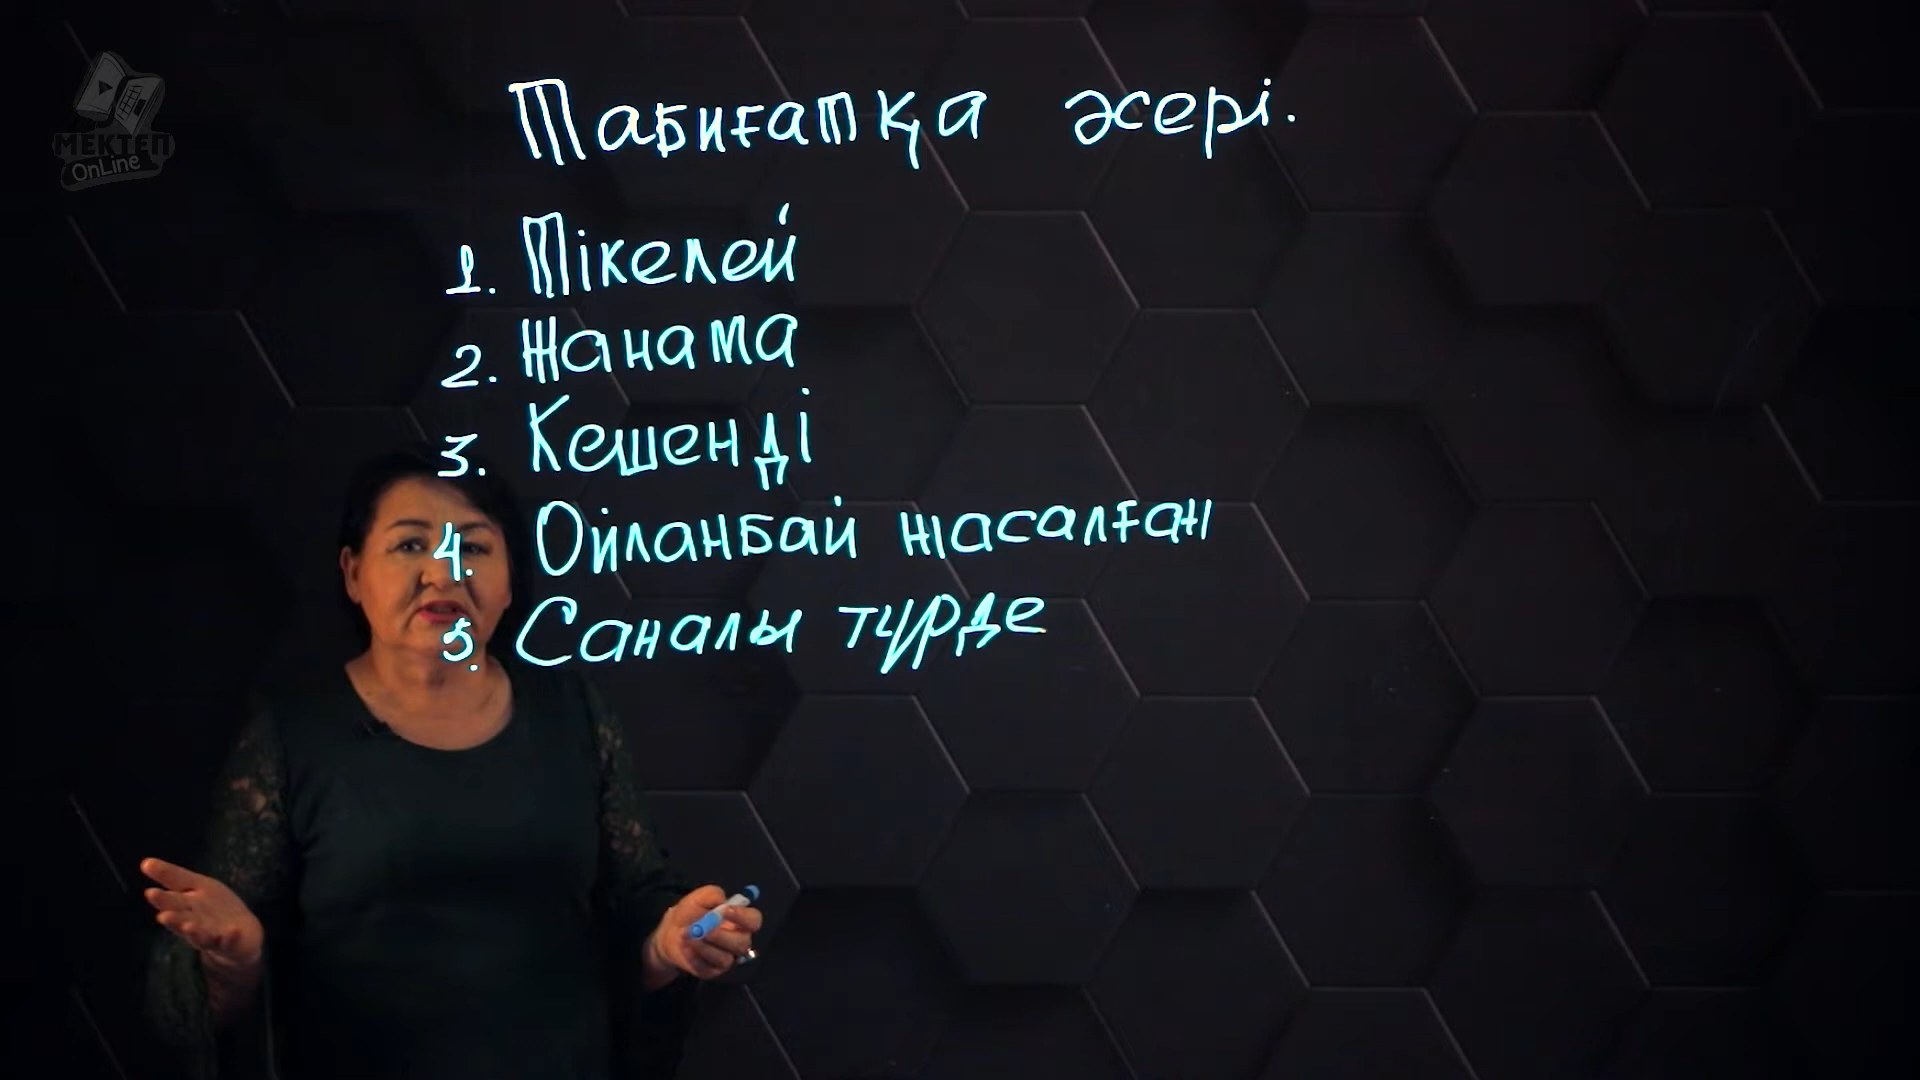 МЕКТЕП
OnLine
Табиғатқа әсері.
1. Тікелей
2. Жанама
3. Кешенді
4. Ойланбай жасалған
5. Саналы түрде